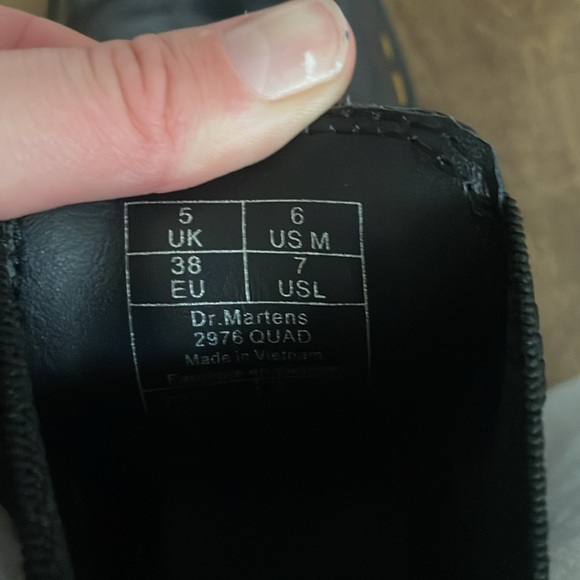 5 6
UK US M
38 7
EU USL
Dr.Martens
2976 QUAD
Made in Vietnam